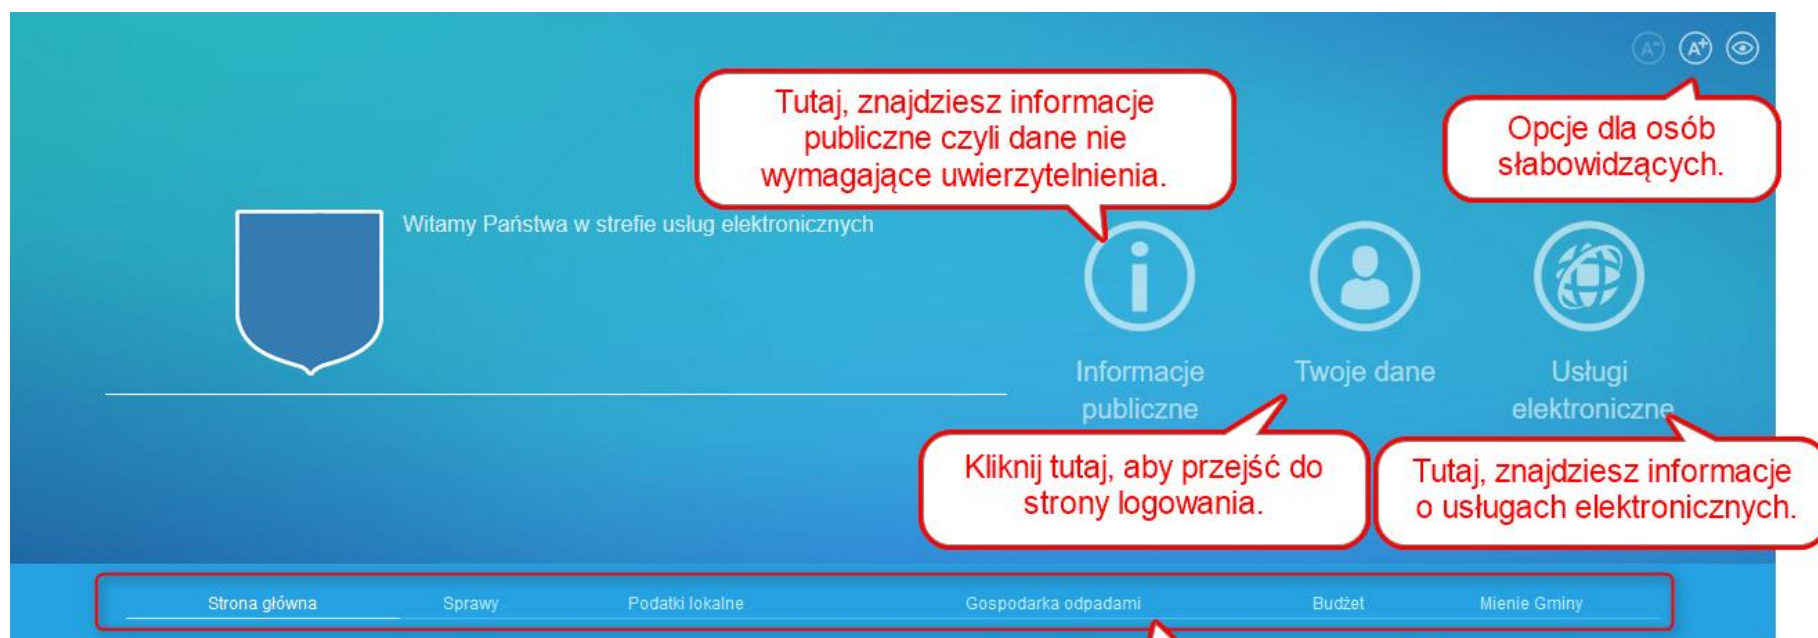 A- A+
Tutaj, znajdziesz informacje
publiczne czyli dane nie
wymagające uwierzytelnienia.
Opcje dla osób
słabowidzących.
Witamy Państwa w strefie usług elektronicznych
Informacje
publiczne
Twoje dane
Usługi
elektroniczne
Kliknij tutaj, aby przejść do
strony logowania.
Tutaj, znajdziesz informacje
o usługach elektronicznych.
Strona główna Sprawy Podatki lokalne Gospodarka odpadami Budżet Mienie Gminy